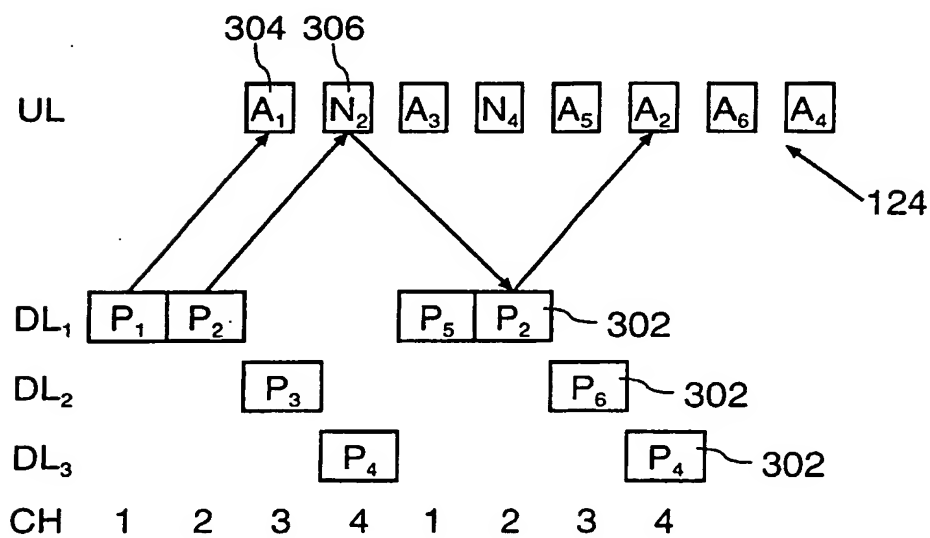 304 306
UL A₁ N₂ A₃ N₄ A₅ A₂ A₆ A₄
124
DL₁ P₁ P₂ P₅ P₂ 302
DL₂ P₃ P₆ 302
DL₃ P₄ P₄ 302
CH 1 2 3 4 1 2 3 4